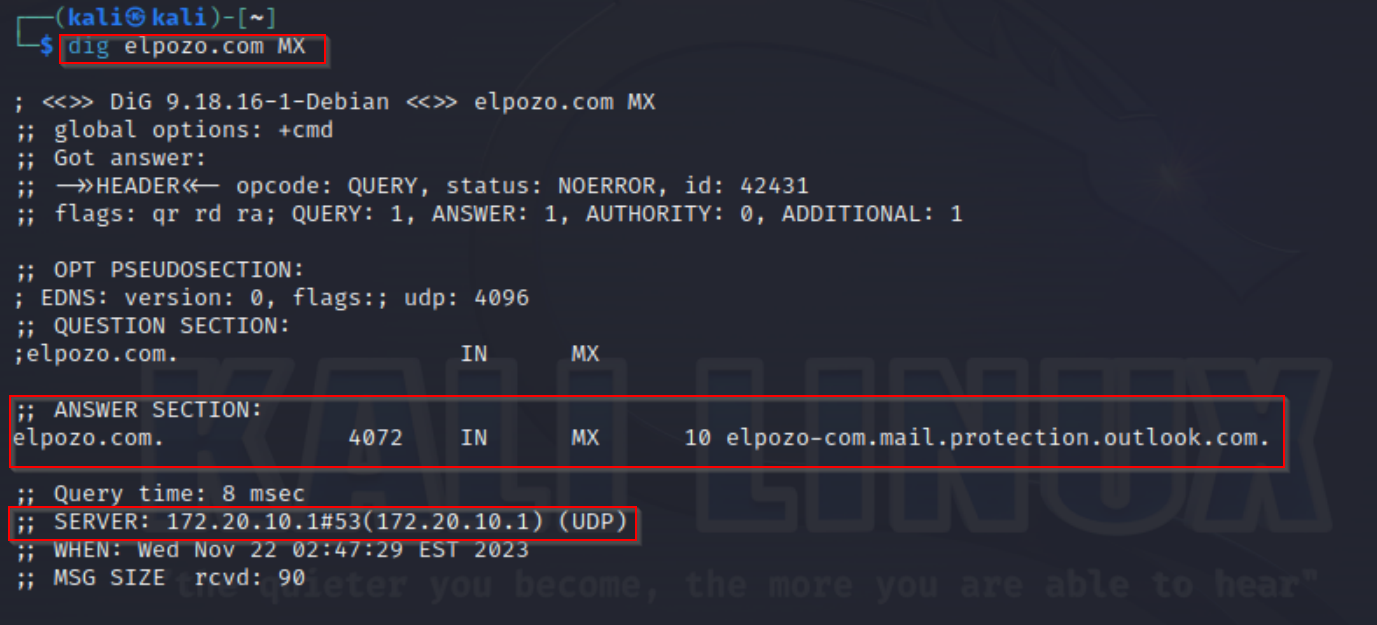 ┌──(kali㉿kali)-[~]
└─$ dig elpozo.com MX
; <<>> DiG 9.18.16-1-Debian <<>> elpozo.com MX
;; global options: +cmd
;; Got answer:
;; ->>HEADER<<- opcode: QUERY, status: NOERROR, id: 42431
;; flags: qr rd ra; QUERY: 1, ANSWER: 1, AUTHORITY: 0, ADDITIONAL: 1
;; OPT PSEUDOSECTION:
; EDNS: version: 0, flags:; udp: 4096
;; QUESTION SECTION:
;elpozo.com. IN MX
;; ANSWER SECTION:
elpozo.com. 4072 IN MX 10 elpozo-com.mail.protection.outlook.com.
;; Query time: 8 msec
;; SERVER: 172.20.10.1#53(172.20.10.1) (UDP)
;; WHEN: Wed Nov 22 02:47:29 EST 2023
;; MSG SIZE rcvd: 90
KALI LINUX
"the quieter you become, the more you are able to hear"